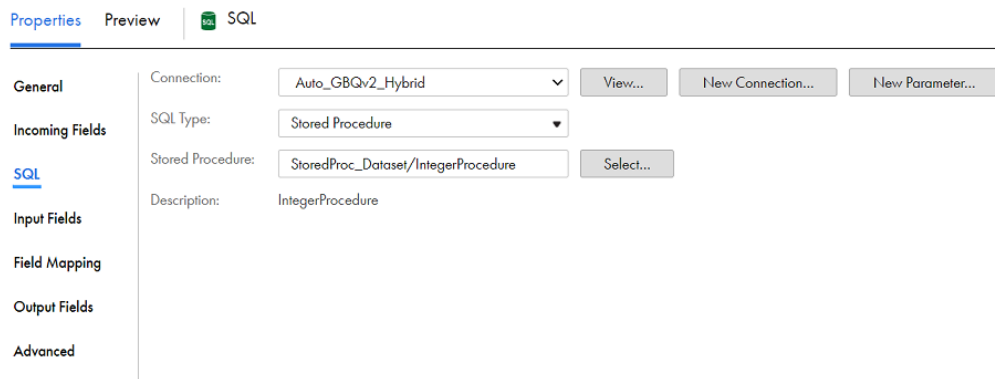 Properties Preview SQL SQL
General
Incoming Fields
SQL
Input Fields
Field Mapping
Output Fields
Advanced
Connection: Auto_GBQv2_Hybrid View... New Connection... New Parameter...
SQL Type: Stored Procedure
Stored Procedure: StoredProc_Dataset/IntegerProcedure Select...
Description: IntegerProcedure